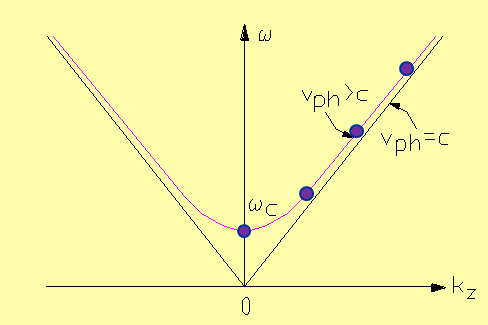 ω
v_ph>c
v_ph=c
ω_c
k_z
0